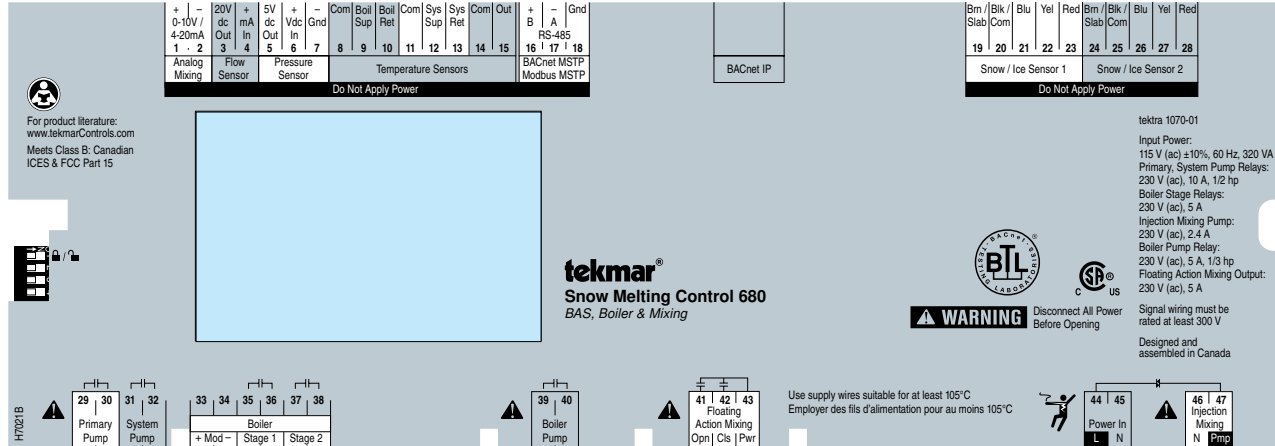 + –
0-10V /
4-20mA
1 · 2
Analog
Mixing
20V +
dc mA
Out In
3 4
Flow
Sensor
5V + –
dc Vdc Gnd
Out In
5 6 7
Pressure
Sensor
Com Boil Boil Com Sys Sys Com Out
Sup Ret Sup Ret
8 9 10 11 12 13 14 15
Temperature Sensors
+ – Gnd
B A
RS-485
16 17 18
BACnet MSTP
Modbus MSTP
Do Not Apply Power
BACnet IP
Brn / Blk / Blu Yel Red
Slab Com
19 20 21 22 23
Snow / Ice Sensor 1
Brn / Blk / Blu Yel Red
Slab Com
24 25 26 27 28
Snow / Ice Sensor 2
Do Not Apply Power
For product literature:
www.tekmarControls.com
Meets Class B: Canadian
ICES & FCC Part 15
/
tekmar®
Snow Melting Control 680
BAS, Boiler & Mixing
BACnet
TESTING
LABORATORIES
BTL®
C SA ® US
WARNING
Disconnect All Power
Before Opening
tektra 1070-01
Input Power:
115 V (ac) ±10%, 60 Hz, 320 VA
Primary, System Pump Relays:
230 V (ac), 10 A, 1/2 hp
Boiler Stage Relays:
230 V (ac), 5 A
Injection Mixing Pump:
230 V (ac), 2.4 A
Boiler Pump Relay:
230 V (ac), 5 A, 1/3 hp
Floating Action Mixing Output:
230 V (ac), 5 A
Signal wiring must be
rated at least 300 V
Designed and
assembled in Canada
H7021B
29 30
Primary
Pump
31 32
System
Pump
33 34 35 36 37 38
Boiler
+ Mod – Stage 1 Stage 2
39 40
Boiler
Pump
41 42 43
Floating
Action Mixing
Opn Cls Pwr
Use supply wires suitable for at least 105°C
Employer des fils d'alimentation pour au moins 105°C
44 45
Power In
L N
46 47
Injection
Mixing
N Pmp